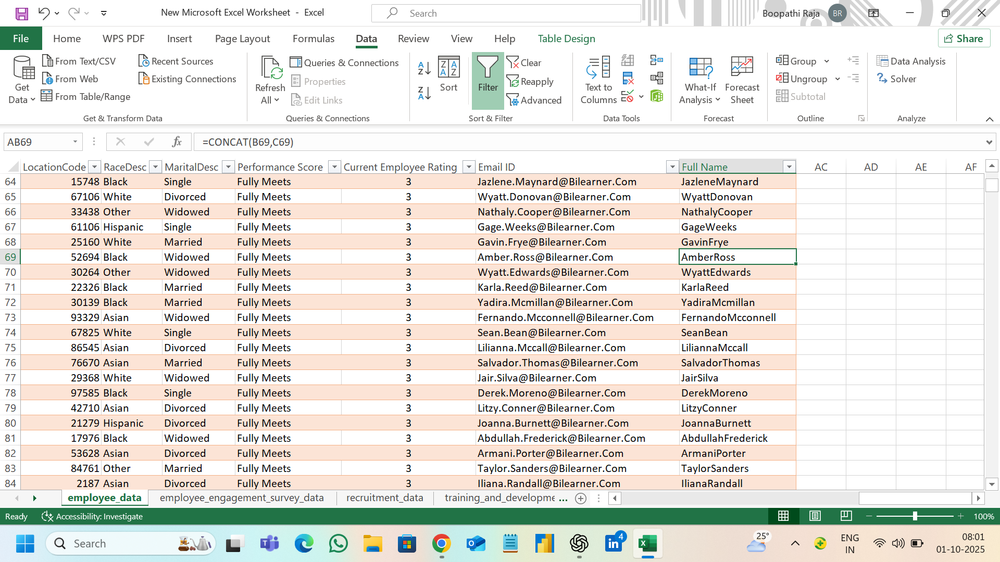 New Microsoft Excel Worksheet - Excel
Search
Boopathi Raja BR
File Home WPS PDF Insert Page Layout Formulas Data Review View Help Table Design Share
Get Data
From Text/CSV
From Web
From Table/Range
Recent Sources
Existing Connections
Get & Transform Data
Refresh All
Queries & Connections
Properties
Edit Links
Queries & Connections
Sort
Filter
Clear
Reapply
Advanced
Sort & Filter
Text to Columns
Data Tools
What-If Analysis
Forecast Sheet
Forecast
Group
Ungroup
Subtotal
Outline
Data Analysis
Solver
Analyze
AB69 fx =CONCAT(B69,C69)
LocationCode RaceDesc MaritalDesc Performance Score Current Employee Rating Email ID Full Name AC AD AE AF
64 15748 Black Single Fully Meets 3 Jazlene.Maynard@Bilearner.Com JazleneMaynard
65 67106 White Divorced Fully Meets 3 Wyatt.Donovan@Bilearner.Com WyattDonovan
66 33438 Other Widowed Fully Meets 3 Nathaly.Cooper@Bilearner.Com NathalyCooper
67 61106 Hispanic Single Fully Meets 3 Gage.Weeks@Bilearner.Com GageWeeks
68 25160 White Married Fully Meets 3 Gavin.Frye@Bilearner.Com GavinFrye
69 52694 Black Widowed Fully Meets 3 Amber.Ross@Bilearner.Com AmberRoss
70 30264 Other Widowed Fully Meets 3 Wyatt.Edwards@Bilearner.Com WyattEdwards
71 22326 Black Married Fully Meets 3 Karla.Reed@Bilearner.Com KarlaReed
72 30139 Black Married Fully Meets 3 Yadira.Mcmillan@Bilearner.Com YadiraMcmillan
73 93329 Asian Widowed Fully Meets 3 Fernando.Mcconnell@Bilearner.Com FernandoMcconnell
74 67825 White Single Fully Meets 3 Sean.Bean@Bilearner.Com SeanBean
75 86545 Asian Divorced Fully Meets 3 Lilianna.Mccall@Bilearner.Com LiliannaMccall
76 76670 Asian Married Fully Meets 3 Salvador.Thomas@Bilearner.Com SalvadorThomas
77 29368 White Widowed Fully Meets 3 Jair.Silva@Bilearner.Com JairSilva
78 97585 Black Single Fully Meets 3 Derek.Moreno@Bilearner.Com DerekMoreno
79 42710 Asian Divorced Fully Meets 3 Litzy.Conner@Bilearner.Com LitzyConner
80 21279 Hispanic Divorced Fully Meets 3 Joanna.Burnett@Bilearner.Com JoannaBurnett
81 17976 Black Widowed Fully Meets 3 Abdullah.Frederick@Bilearner.Com AbdullahFrederick
82 53628 Asian Divorced Fully Meets 3 Armani.Porter@Bilearner.Com ArmaniPorter
83 84761 Other Married Fully Meets 3 Taylor.Sanders@Bilearner.Com TaylorSanders
84 2187 Asian Divorced Fully Meets 3 Iliana.Randall@Bilearner.Com IlianaRandall
employee_data employee_engagement_survey_data recruitment_data training_and_developme ...
Ready Accessibility: Investigate 100%
Search 4 25° ENG 08:01
IN 01-10-2025